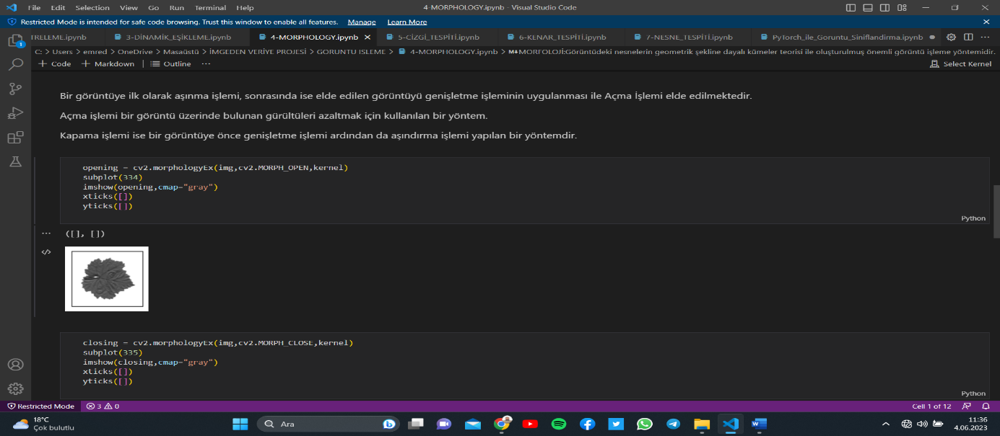 File Edit Selection View Go Run Terminal Help
4-MORPHOLOGY.ipynb - Visual Studio Code
Restricted Mode is intended for safe code browsing. Trust this window to enable all features. Manage Learn More
TRELEME.ipynb 3-DİNAMİK_EŞİKLEME.ipynb 4-MORPHOLOGY.ipynb 5-CİZGİ_TESPİTİ.ipynb 6-KENAR_TESPİTİ.ipynb 7-NESNE_TESPİTİ.ipynb PyTorch_ile_Goruntu_Siniflandirma.ipynb
1
C: > Users > emred > OneDrive > Masaüstü > İMGEDEN VERİYE PROJESİ > GORUNTU ISLEME > 4-MORPHOLOGY.ipynb > M↓MORFOLOJİ:Görüntüdeki nesnelerin geometrik şekline dayalı kümeler teorisi ile oluşturulmuş önemli görüntü işleme yöntemidir.
+ Code + Markdown | Outline ... Select Kernel
Bir görüntüye ilk olarak aşınma işlemi, sonrasında ise elde edilen görüntüyü genişletme işleminin uygulanması ile Açma İşlemi elde edilmektedir.
Açma işlemi bir görüntü üzerinde bulunan gürültüleri azaltmak için kullanılan bir yöntem.
Kapama işlemi ise bir görüntüye önce genişletme işlemi ardından da aşındırma işlemi yapılan bir yöntemdir.
opening = cv2.morphologyEx(img,cv2.MORPH_OPEN,kernel)
subplot(334)
imshow(opening,cmap="gray")
xticks([])
yticks([])
Python
... ([], [])
</>
closing = cv2.morphologyEx(img,cv2.MORPH_CLOSE,kernel)
subplot(335)
imshow(closing,cmap="gray")
xticks([])
yticks([])
Python
Restricted Mode 3 0 Cell 1 of 12
18°C
Çok bulutlu
Ara
11:36
4.06.2023